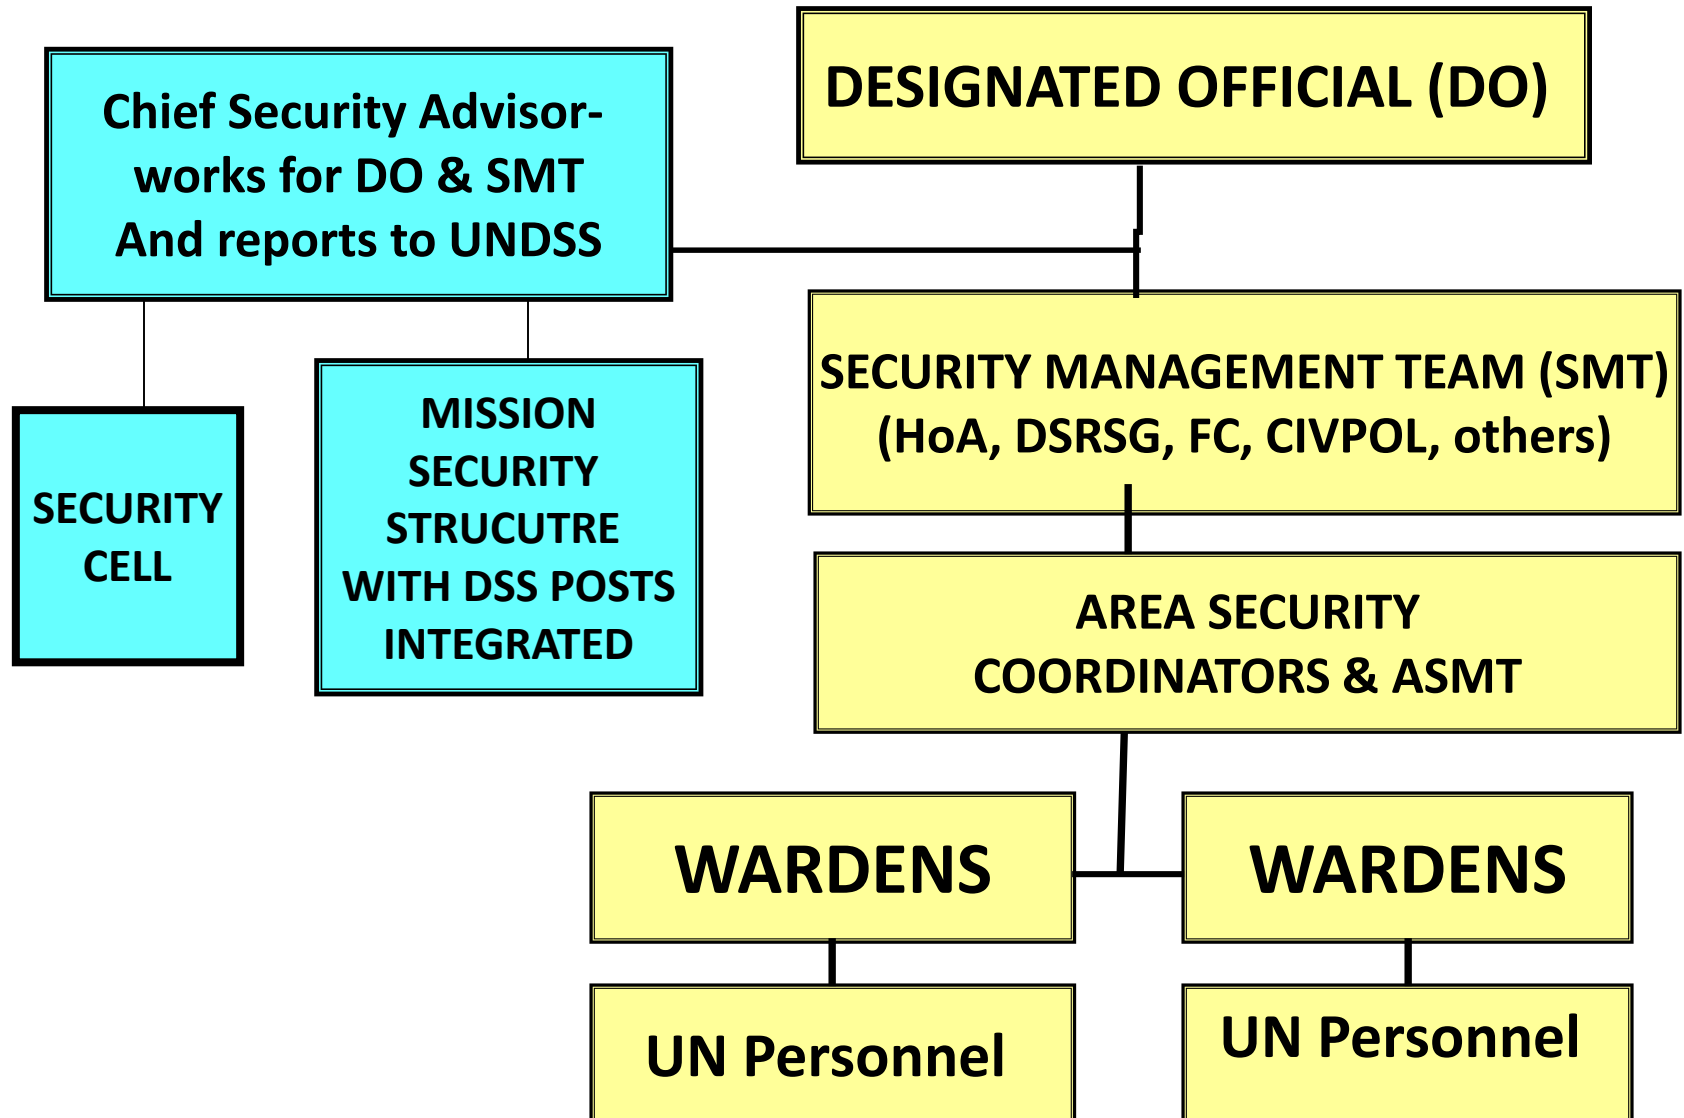 DESIGNATED OFFICIAL (DO)
Chief Security Advisor-
works for DO & SMT
And reports to UNDSS
SECURITY MANAGEMENT TEAM (SMT)
(HoA, DSRSG, FC, CIVPOL, others)
SECURITY
CELL
MISSION
SECURITY
STRUCUTRE
WITH DSS POSTS
INTEGRATED
AREA SECURITY
COORDINATORS & ASMT
WARDENS
WARDENS
UN Personnel
UN Personnel